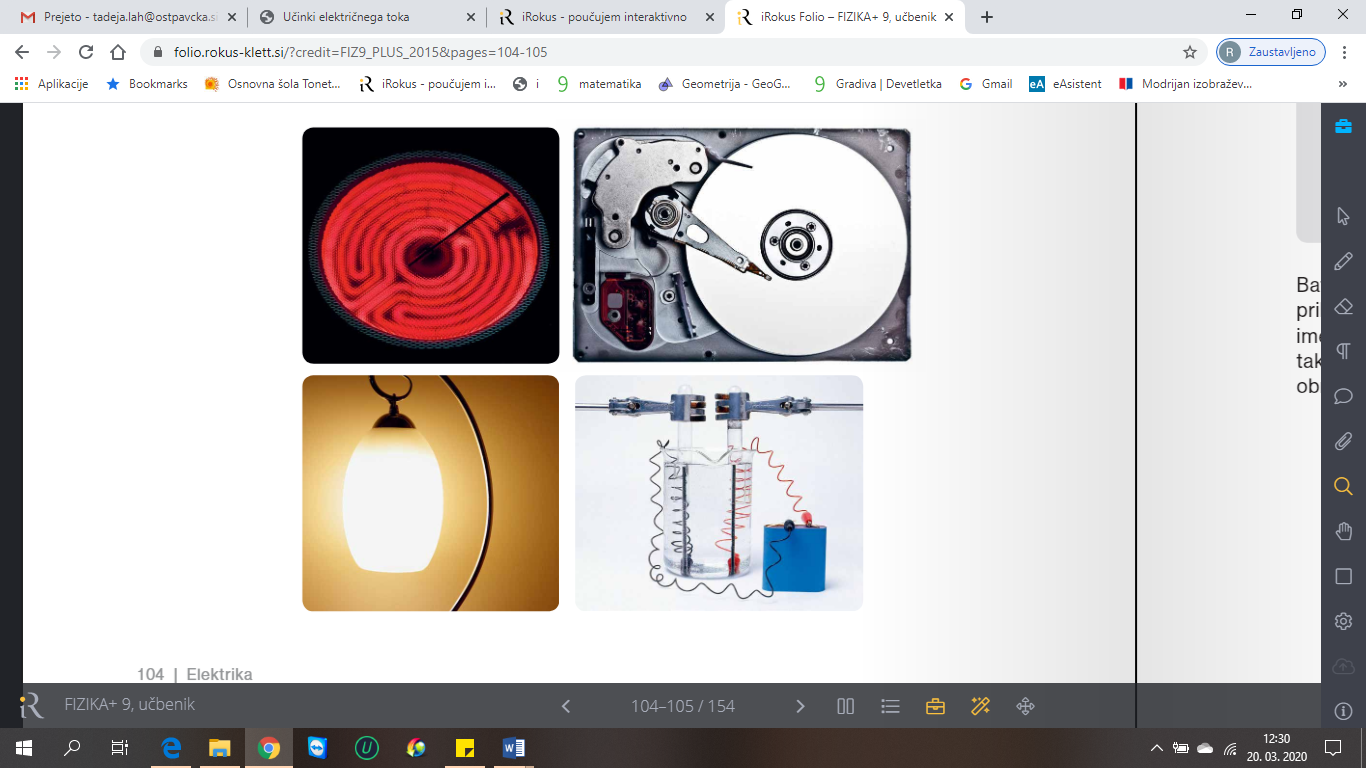 Prejeto - tadeja.lah@ostpavcka.si
Učinki električnega toka
iRokus - poučujem interaktivno
iRokus Folio – FIZIKA+ 9, učbenik
folio.rokus-klett.si/?credit=FIZ9_PLUS_2015&pages=104-105
R Zaustavljeno
Aplikacije
Bookmarks
Osnovna šola Tonet...
iRokus - poučujem i...
i
matematika
Geometrija - GeoG...
Gradiva | Devetletka
Gmail
eA eAsistent
Modrijan izobražev...
»
Ba
pri
ime
tak
ob
104 | Elektrika
iR FIZIKA+ 9, učbenik
104–105 / 154
12:30
20. 03. 2020